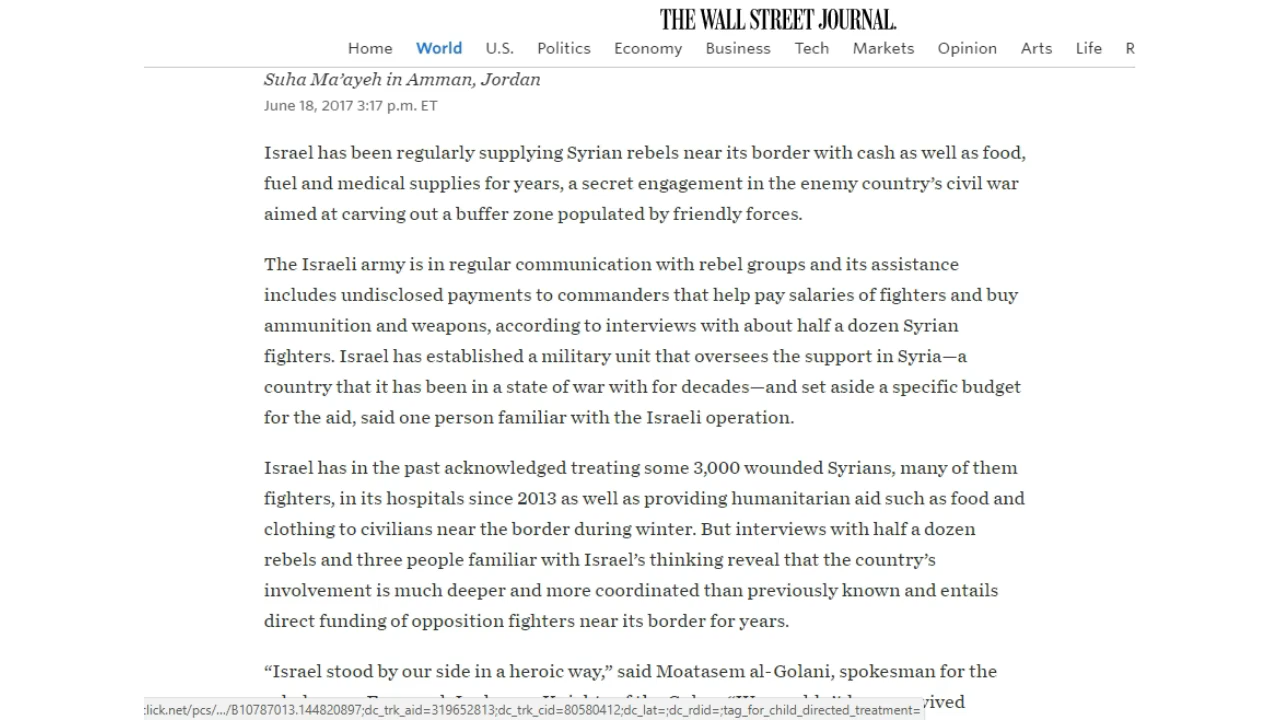 THE WALL STREET JOURNAL.
Home World U.S. Politics Economy Business Tech Markets Opinion Arts Life R
Suha Ma’ayeh in Amman, Jordan
June 18, 2017 3:17 p.m. ET
Israel has been regularly supplying Syrian rebels near its border with cash as well as food,
fuel and medical supplies for years, a secret engagement in the enemy country’s civil war
aimed at carving out a buffer zone populated by friendly forces.
The Israeli army is in regular communication with rebel groups and its assistance
includes undisclosed payments to commanders that help pay salaries of fighters and buy
ammunition and weapons, according to interviews with about half a dozen Syrian
fighters. Israel has established a military unit that oversees the support in Syria—a
country that it has been in a state of war with for decades—and set aside a specific budget
for the aid, said one person familiar with the Israeli operation.
Israel has in the past acknowledged treating some 3,000 wounded Syrians, many of them
fighters, in its hospitals since 2013 as well as providing humanitarian aid such as food and
clothing to civilians near the border during winter. But interviews with half a dozen
rebels and three people familiar with Israel’s thinking reveal that the country’s
involvement is much deeper and more coordinated than previously known and entails
direct funding of opposition fighters near its border for years.
“Israel stood by our side in a heroic way,” said Moatasem al-Golani, spokesman for the
click.net/pcs/.../B10787013.144820897;dc_trk_aid=319652813;dc_trk_cid=80580412;dc_lat=;dc_rdid=;tag_for_child_directed_treatment=